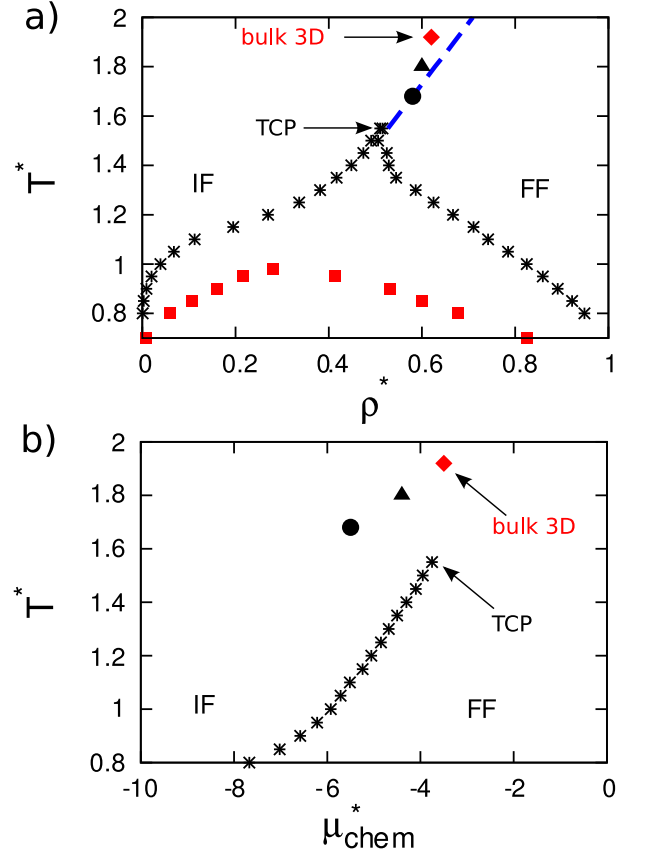 a)
2
1.8
1.6
1.4
1.2
1
0.8
T*
bulk 3D
TCP
IF
FF
0 0.2 0.4 0.6 0.8 1
ρ*
b)
2
1.8
1.6
1.4
1.2
1
0.8
T*
bulk 3D
TCP
IF
FF
-10 -8 -6 -4 -2 0
μ*chem